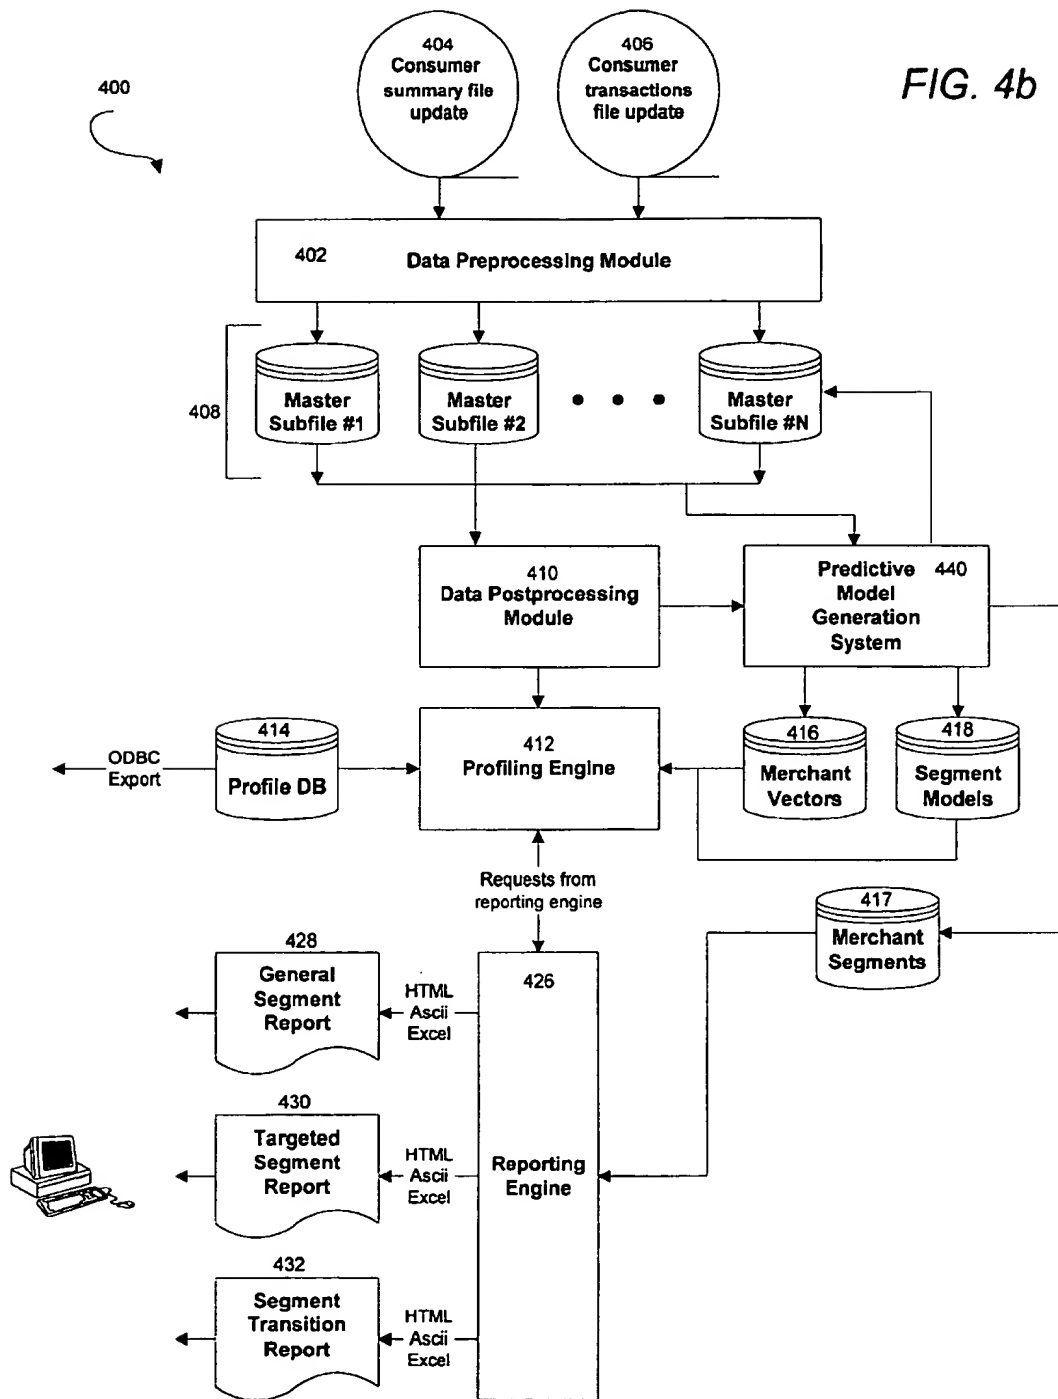 FIG. 4b
400
404
Consumer
summary file
update
406
Consumer
transactions
file update
402
Data Preprocessing Module
408
Master
Subfile #1
Master
Subfile #2
Master
Subfile #N
410
Data Postprocessing
Module
Predictive
Model
Generation
System
440
ODBC
Export
414
Profile DB
412
Profiling Engine
416
Merchant
Vectors
418
Segment
Models
Requests from
reporting engine
417
Merchant
Segments
428
General
Segment
Report
HTML
Ascii
Excel
426
Reporting
Engine
430
Targeted
Segment
Report
HTML
Ascii
Excel
432
Segment
Transition
Report
HTML
Ascii
Excel